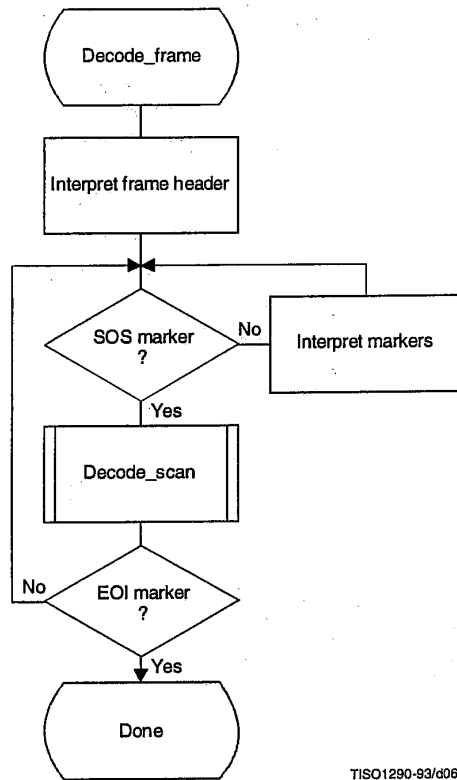 Decode_frame
Interpret frame header
SOS marker
?
No
Interpret markers
Yes
Decode_scan
No
EOI marker
?
Yes
Done
TISO1290-93/d06